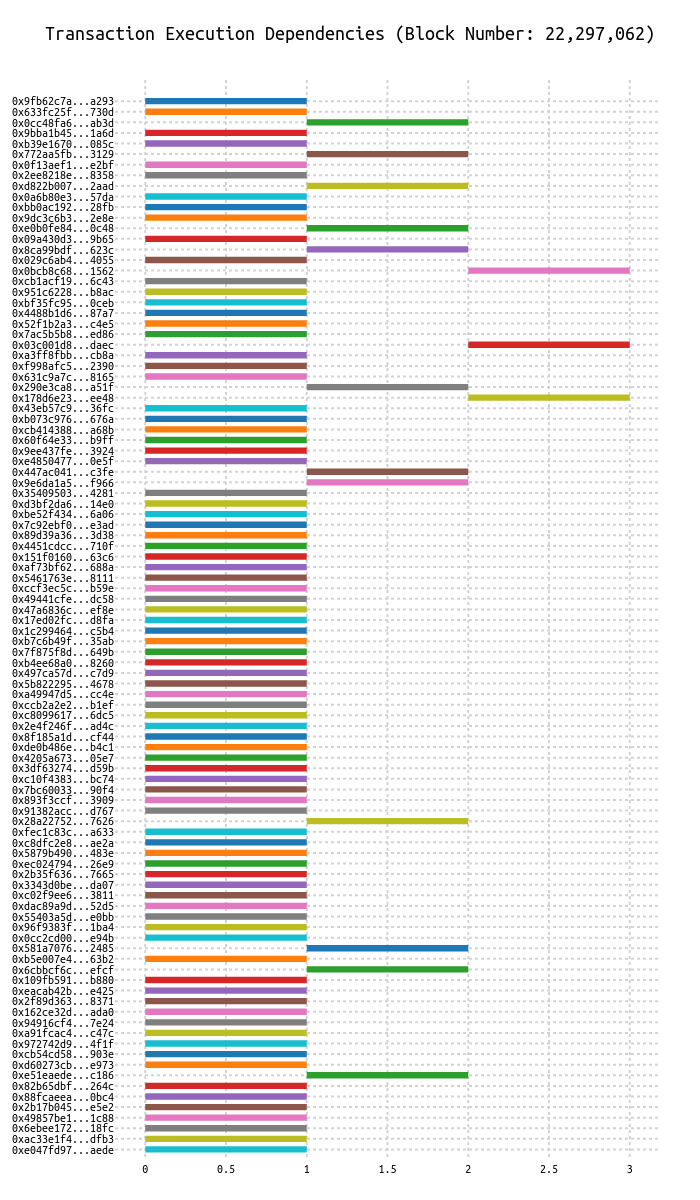 Transaction Execution Dependencies (Block Number: 22,297,062)
0x9fb62c7a...a293
0x633fc25f...730d
0x0cc48fa6...ab3d
0x9bba1b45...1a6d
0xb39e1670...085c
0x772aa5fb...3129
0x0f13aef1...e2bf
0x2ee8218e...8358
0xd822b007...2aad
0x0a6b80e3...57da
0xbb0ac192...28fb
0x9dc3c6b3...2e8e
0xe0b0fe84...0c48
0x09a430d3...9b65
0x8ca99bdf...623c
0x029c6ab4...4055
0x0bcb8c68...1562
0xcb1acf19...6c43
0x951c6228...b8ac
0xbf35fc95...0ceb
0x4488b1d6...87a7
0x52f1b2a3...c4e5
0x7ac5b5b8...ed86
0x03c001d8...daec
0xa3ff8fbb...cb8a
0xf998afc5...2390
0x631c9a7c...8165
0x290e3ca8...a51f
0x178d6e23...ee48
0x43eb57c9...36fc
0xb073c976...676a
0xcb414388...a68b
0x60f64e33...b9ff
0x9ee437fe...3924
0xe4850477...0e5f
0x447ac041...c3fe
0x9e6da1a5...f966
0x35409503...4281
0xd3bf2da6...14e0
0xbe52f434...6a06
0x7c92ebf0...e3ad
0x89d39a36...3d38
0x4451cdcc...710f
0x151f0160...63c6
0xaf73bf62...688a
0x5461763e...8111
0xccf3ec5c...b59e
0x49441cfe...dc58
0x47a6836c...ef8e
0x17ed02fc...d8fa
0x1c299464...c5b4
0xb7c6b49f...35ab
0x7f875f8d...649b
0xb4ee68a0...8260
0x497ca57d...c7d9
0x5b822295...4678
0xa49947d5...cc4e
0xccb2a2e2...b1ef
0xc8099617...6dc5
0x2e4f246f...ad4c
0x8f185a1d...cf44
0xde0b486e...b4c1
0x4205a673...05e7
0x3df63274...d59b
0xc10f4383...bc74
0x7bc60033...90f4
0x893f3ccf...3909
0x91382acc...d767
0x28a22752...7626
0xfec1c83c...a633
0xc8dfc2e8...ae2a
0x5879b490...483e
0xec024794...26e9
0x2b35f636...7665
0x3343d0be...da07
0xc02f9ee6...3811
0xdac89a9d...52d5
0x55403a5d...e0bb
0x96f9383f...1ba4
0x0cc2cd00...e94b
0x581a7076...2485
0xb5e007e4...63b2
0x6cbbcf6c...efcf
0x109fb591...b880
0xeacab42b...e425
0x2f89d363...8371
0x162ce32d...ada0
0x94916cf4...7e24
0xa91fcac4...c47c
0x972742d9...4f1f
0xcb54cd58...903e
0xd60273cb...e973
0xe51eaede...c186
0x82b65dbf...264c
0x88fcaeea...0bc4
0x2b17b045...e5e2
0x49857be1...1c88
0x6ebee172...18fc
0xac33e1f4...dfb3
0xe047fd97...aede
0 0.5 1 1.5 2 2.5 3